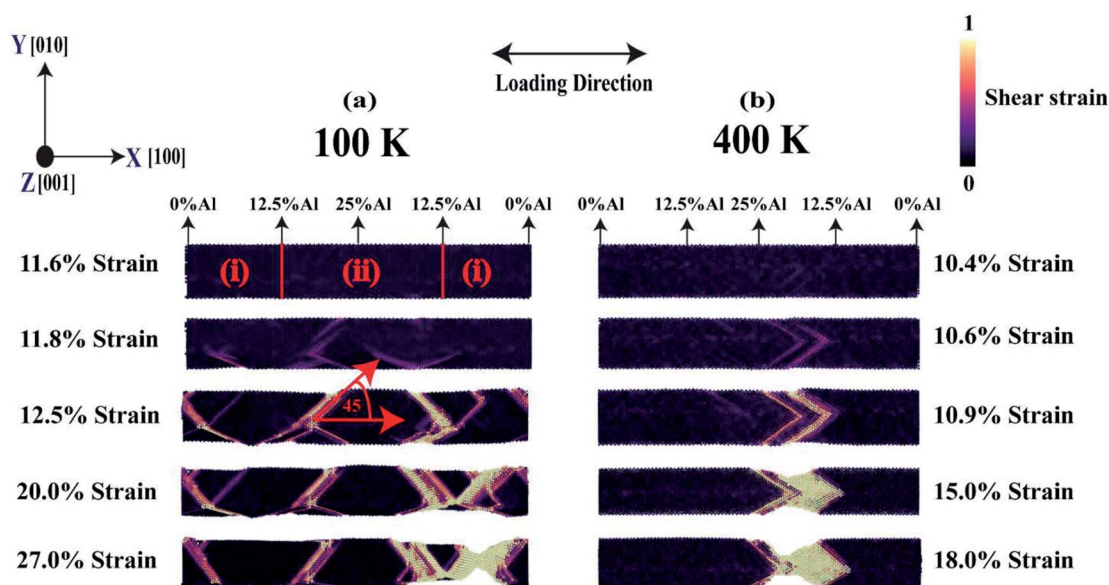 1
Y [010]
Loading Direction
Shear strain
(a)
(b)
100 K
400 K
X [100]
Z[001]
0
0%Al 12.5%Al 25%Al 12.5%Al 0%Al
0%Al 12.5%Al 25%Al 12.5%Al 0%Al
11.6% Strain
(i) (ii) (i)
10.4% Strain
11.8% Strain
10.6% Strain
12.5% Strain
45
10.9% Strain
20.0% Strain
15.0% Strain
27.0% Strain
18.0% Strain